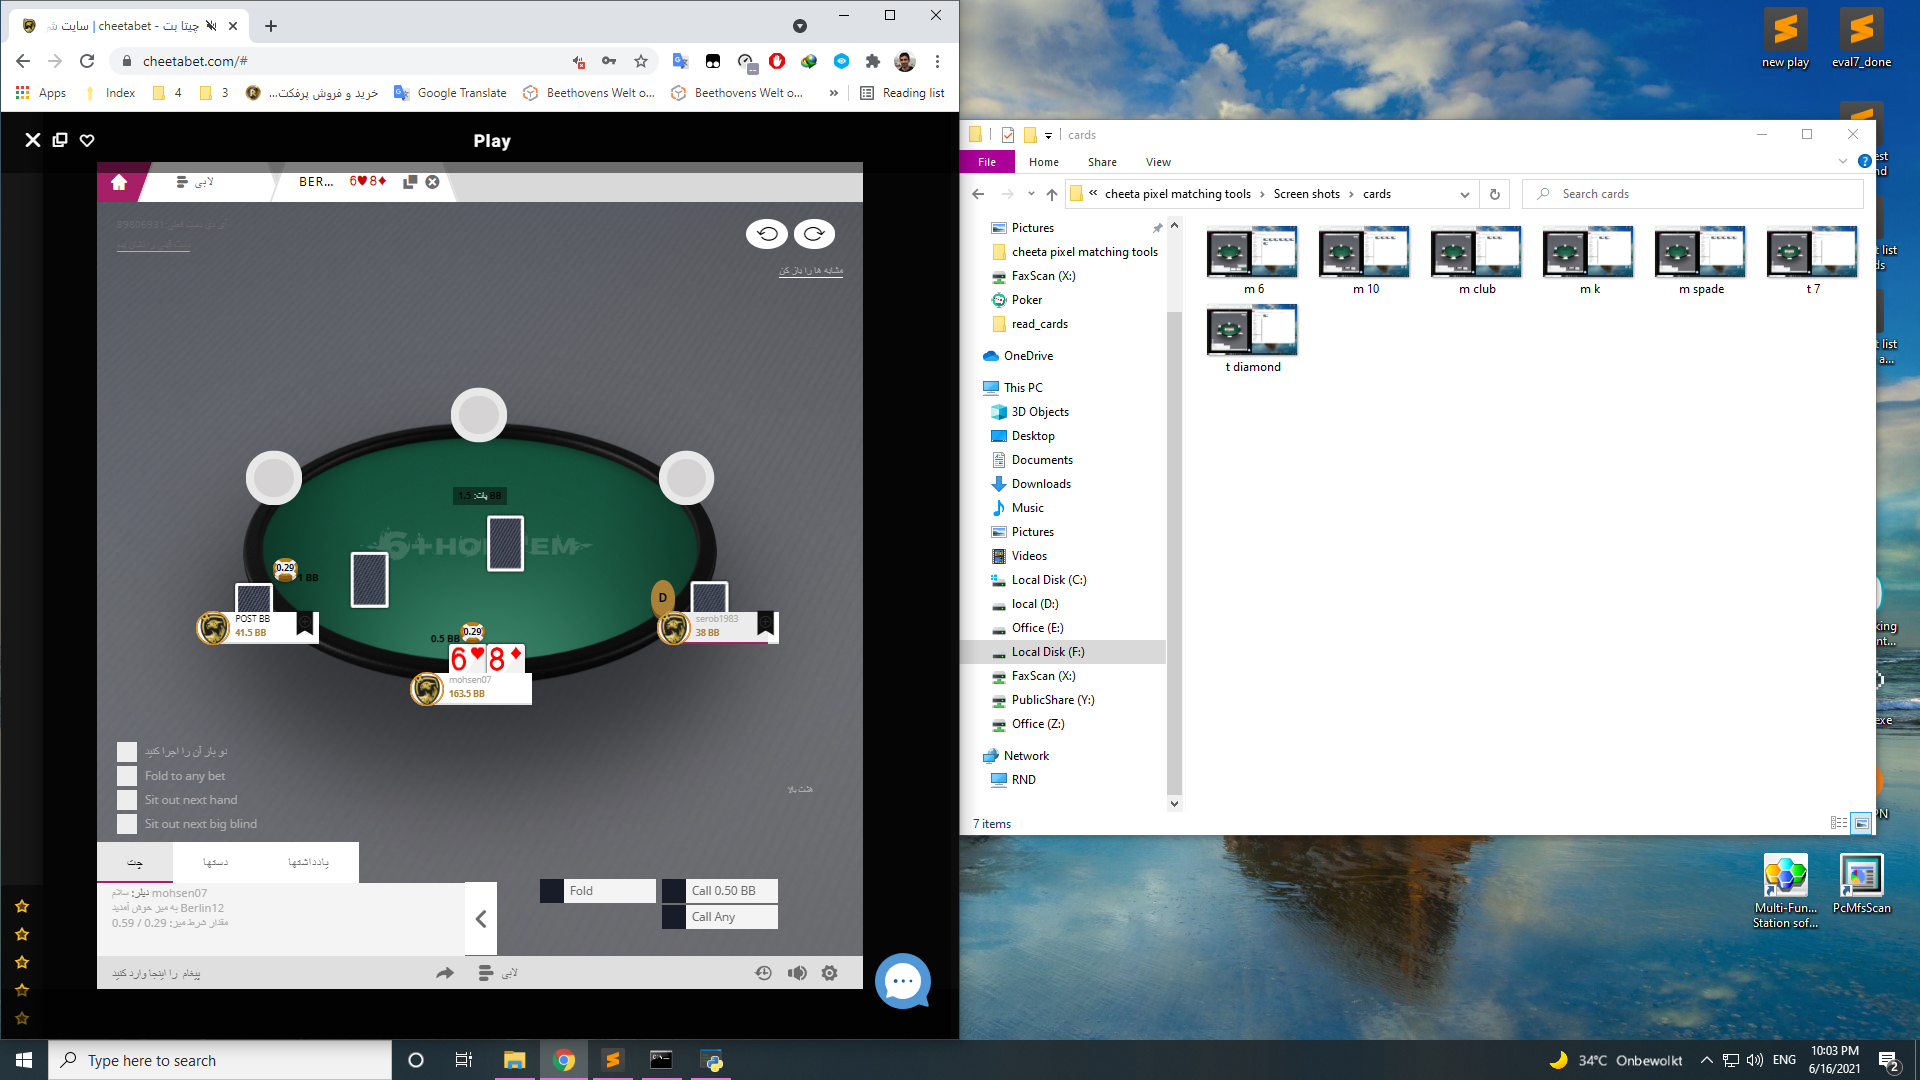 چیتا بت - cheetabet | سایت
cheetabet.com/#
Apps
Index
4
3
خرید و فروش پرفکت...
Google Translate
Beethovens Welt o...
Beethovens Welt o...
»
Reading list
Play
لابی
BER...
6♥8♦
مشابه ها را باز کن
پات: 1.5 BB
6+HOLDEM
0.29
1 BB
POST BB
41.5 BB
D
serob1983
38 BB
0.5 BB
0.29
6♥
8♦
mohsen07
163.5 BB
دو بار آن را اجرا کنید
Fold to any bet
Sit out next hand
Sit out next big blind
هشت بالا
چت
دستها
یادداشتها
دیلر: سلام mohsen07
Berlin12 به میز خوش آمدید
مقدار شرط میز: 0.29 / 0.59
Fold
Call 0.50 BB
Call Any
پیغام را اینجا وارد کنید
لابی
cards
File
Home
Share
View
« cheeta pixel matching tools > Screen shots > cards
Search cards
Pictures
cheeta pixel matching tools
FaxScan (X:)
Poker
read_cards
OneDrive
This PC
3D Objects
Desktop
Documents
Downloads
Music
Pictures
Videos
Local Disk (C:)
local (D:)
Office (E:)
Local Disk (F:)
FaxScan (X:)
PublicShare (Y:)
Office (Z:)
Network
RND
m 6
m 10
m club
m k
m spade
t 7
t diamond
7 items
new play
eval7_done
Multi-Fun...
Station sof...
PcMfsScan
Type here to search
34°C Onbewolkt
ENG
10:03 PM
6/16/2021
2